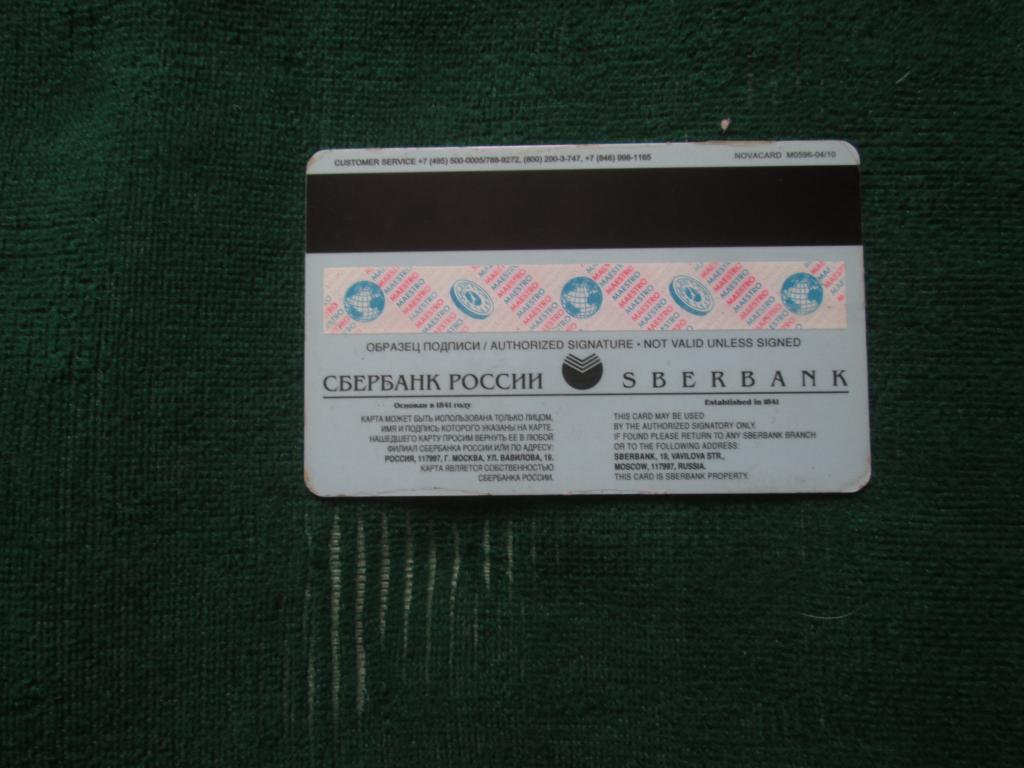 CUSTOMER SERVICE +7 (495) 500-0005/788-9272, (800) 200-3-747, +7 (846) 998-1165 NOVACARD M0596-04/10
MAESTRO MAESTRO MAESTRO MAESTRO MAESTRO
ОБРАЗЕЦ ПОДПИСИ / AUTHORIZED SIGNATURE • NOT VALID UNLESS SIGNED
СБЕРБАНК РОССИИ SBERBANK
Основан в 1841 году
КАРТА МОЖЕТ БЫТЬ ИСПОЛЬЗОВАНА ТОЛЬКО ЛИЦОМ,
ИМЯ И ПОДПИСЬ КОТОРОГО УКАЗАНЫ НА КАРТЕ.
НАШЕДШЕГО КАРТУ ПРОСИМ ВЕРНУТЬ ЕЕ В ЛЮБОЙ
ФИЛИАЛ СБЕРБАНКА РОССИИ ИЛИ ПО АДРЕСУ:
РОССИЯ, 117997, Г. МОСКВА, УЛ. ВАВИЛОВА, 19.
КАРТА ЯВЛЯЕТСЯ СОБСТВЕННОСТЬЮ
СБЕРБАНКА РОССИИ.
Established in 1841
THIS CARD MAY BE USED
BY THE AUTHORIZED SIGNATORY ONLY.
IF FOUND PLEASE RETURN TO ANY SBERBANK BRANCH
OR TO THE FOLLOWING ADDRESS:
SBERBANK, 19, VAVILOVA STR.,
MOSCOW, 117997, RUSSIA.
THIS CARD IS SBERBANK PROPERTY.